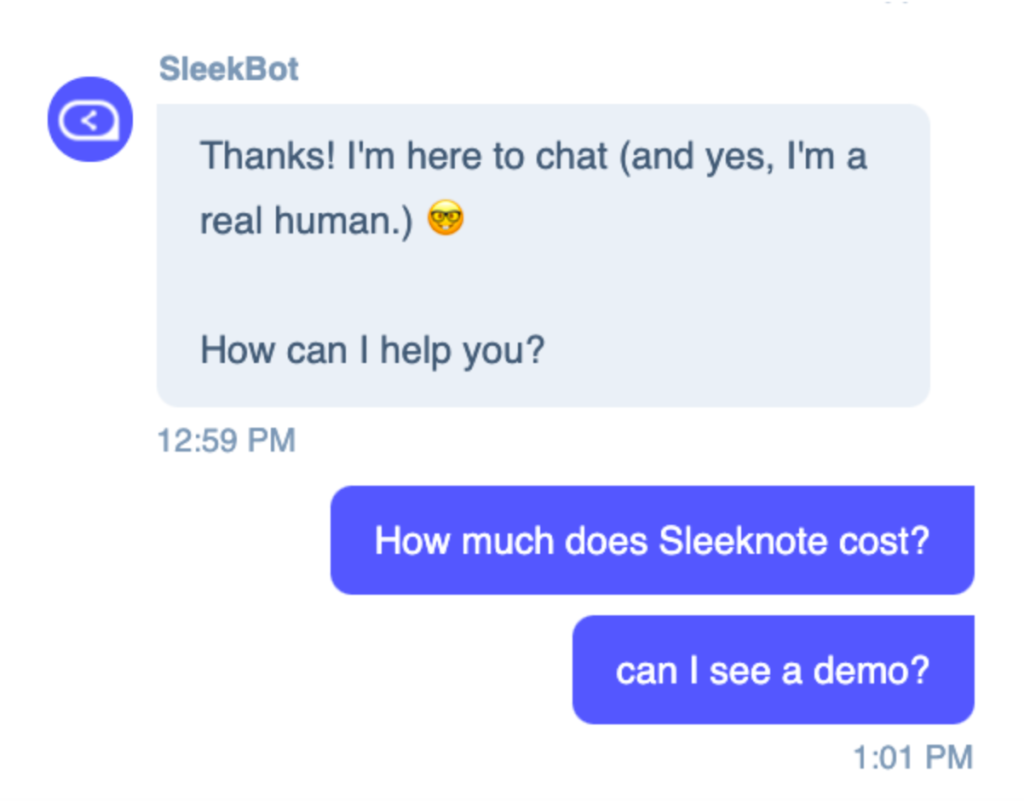 SleekBot
Thanks! I'm here to chat (and yes, I'm a
real human.) 🤓
How can I help you?
12:59 PM
How much does Sleeknote cost?
can I see a demo?
1:01 PM